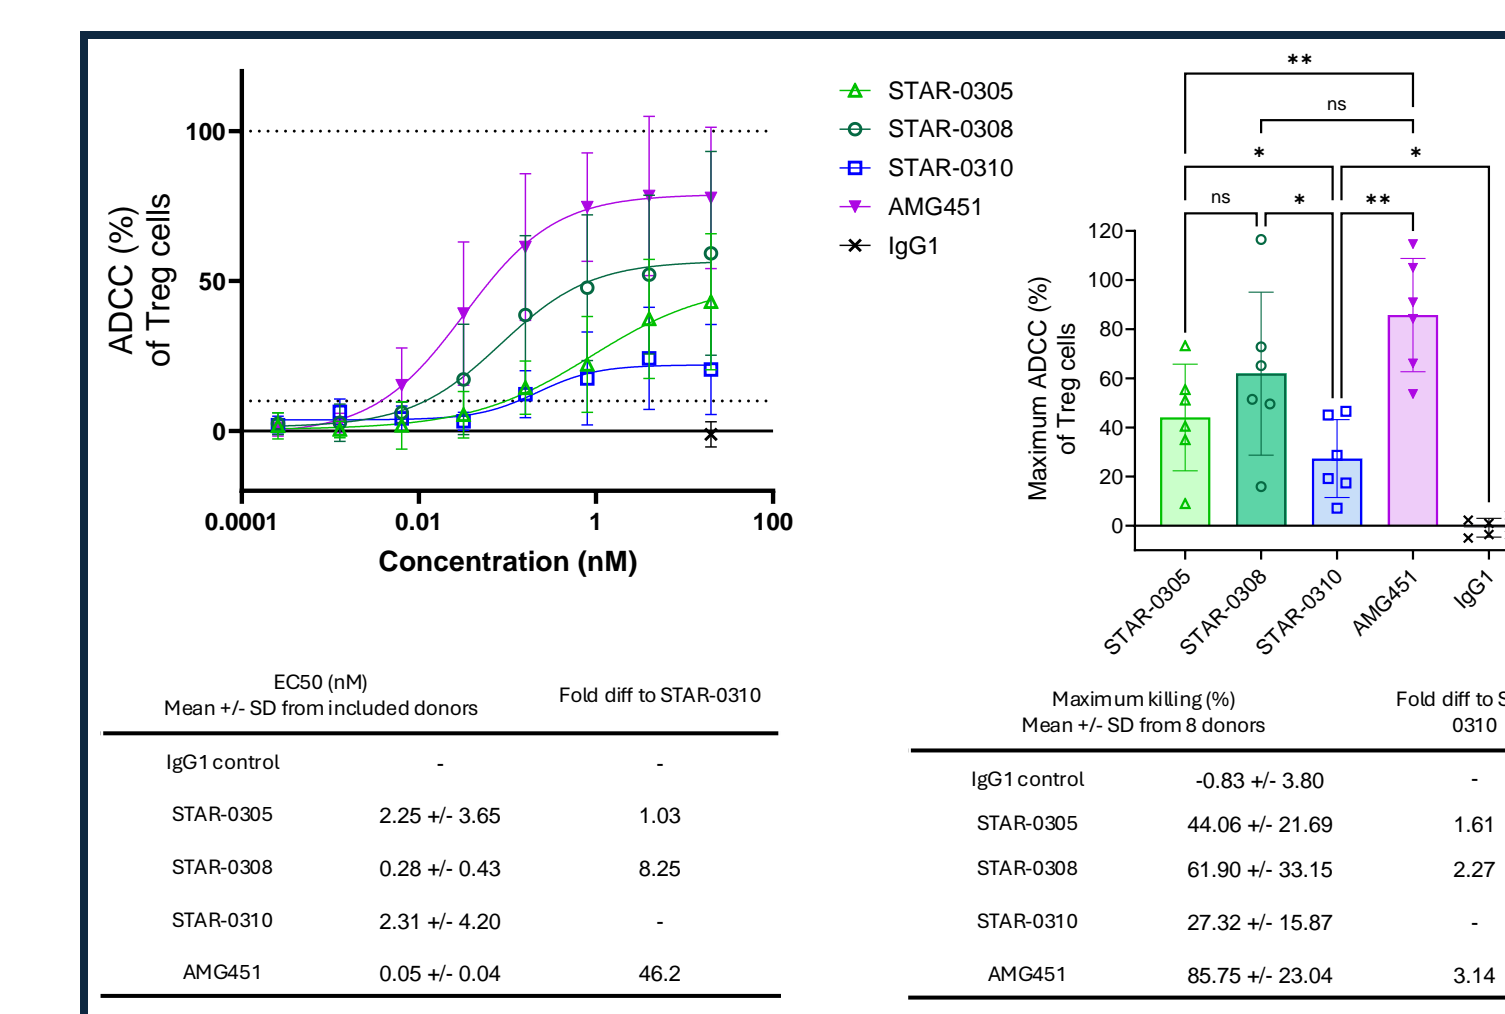 100
50
0
ADCC (%)
of Treg cells
0.0001
0.01
1
100
Concentration (nM)
STAR-0305
STAR-0308
STAR-0310
AMG451
IgG1
**
ns
*
*
ns
*
**
120
100
80
60
40
20
0
Maximum ADCC (%)
of Treg cells
STAR-0305
STAR-0308
STAR-0310
AMG451
IgG1
EC50 (nM)
Mean +/- SD from included donors
Fold diff to STAR-0310
IgG1 control - -
STAR-0305 2.25 +/- 3.65 1.03
STAR-0308 0.28 +/- 0.43 8.25
STAR-0310 2.31 +/- 4.20 -
AMG451 0.05 +/- 0.04 46.2
Maximum killing (%)
Mean +/- SD from 8 donors
Fold diff to S
0310
IgG1 control -0.83 +/- 3.80 -
STAR-0305 44.06 +/- 21.69 1.61
STAR-0308 61.90 +/- 33.15 2.27
STAR-0310 27.32 +/- 15.87 -
AMG451 85.75 +/- 23.04 3.14